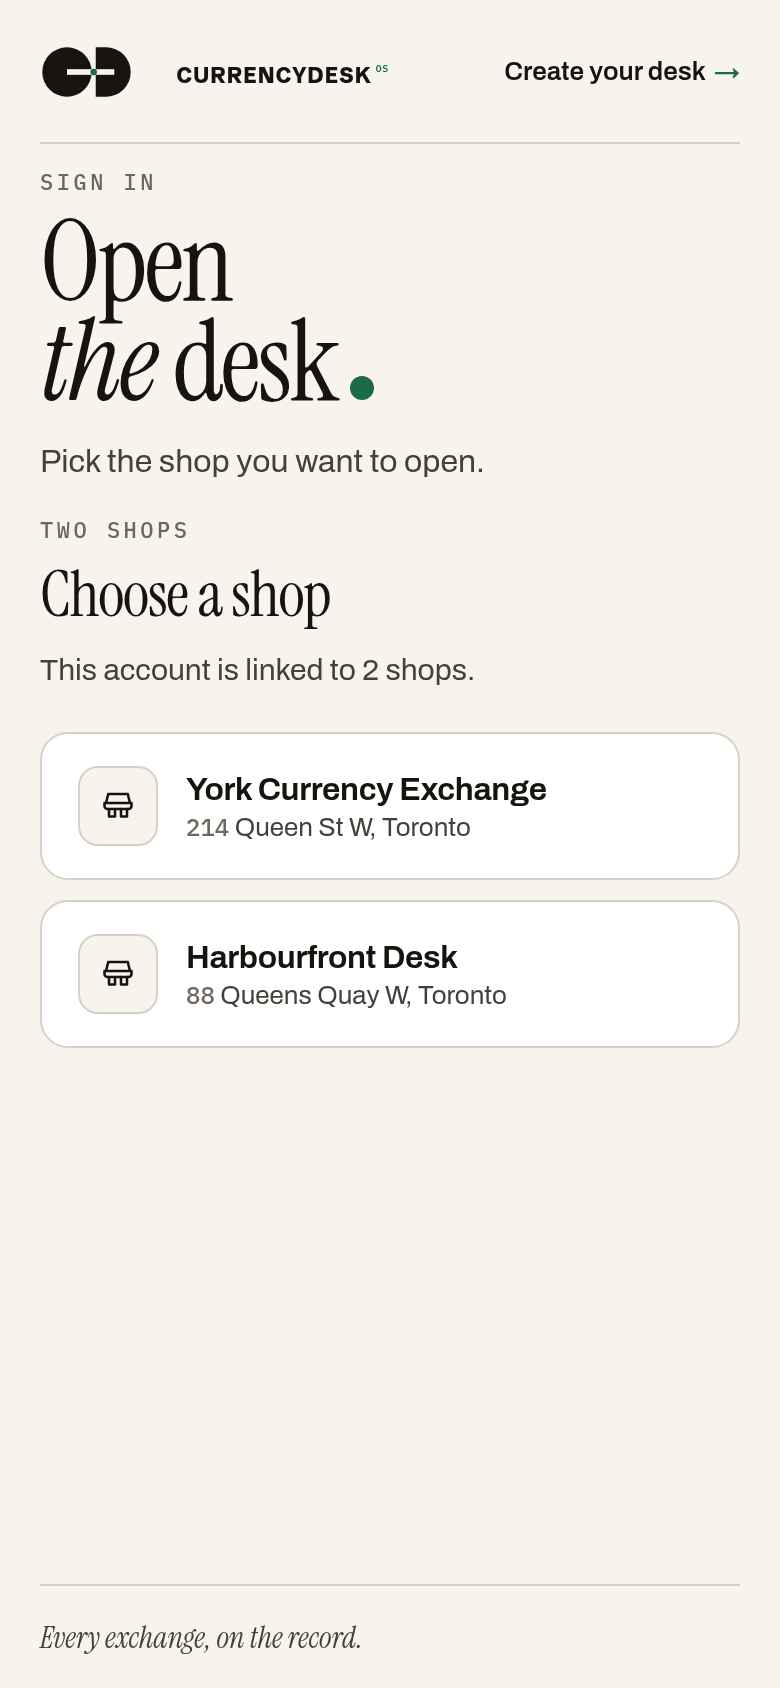 CURRENCYDESK OS
Create your desk →
SIGN IN
Open
the desk.
Pick the shop you want to open.
TWO SHOPS
Choose a shop
This account is linked to 2 shops.
York Currency Exchange
214 Queen St W, Toronto
Harbourfront Desk
88 Queens Quay W, Toronto
Every exchange, on the record.